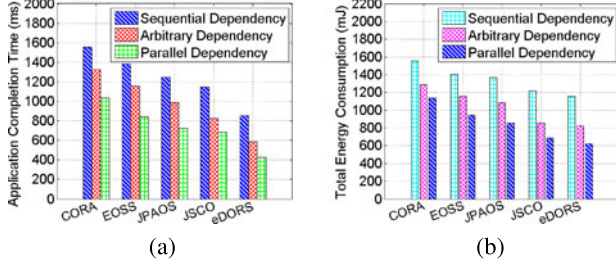 Application Completion Time (ms)
2000
1800
1600
1400
1200
1000
800
600
400
200
0
Sequential Dependency
Arbitrary Dependency
Parallel Dependency
CORA
EOSS
JPAOS
JSCO
eDORS
(a)
Total Energy Consumption (mJ)
2200
2000
1800
1600
1400
1200
1000
800
600
400
200
0
Sequential Dependency
Arbitrary Dependency
Parallel Dependency
CORA
EOSS
JPAOS
JSCO
eDORS
(b)